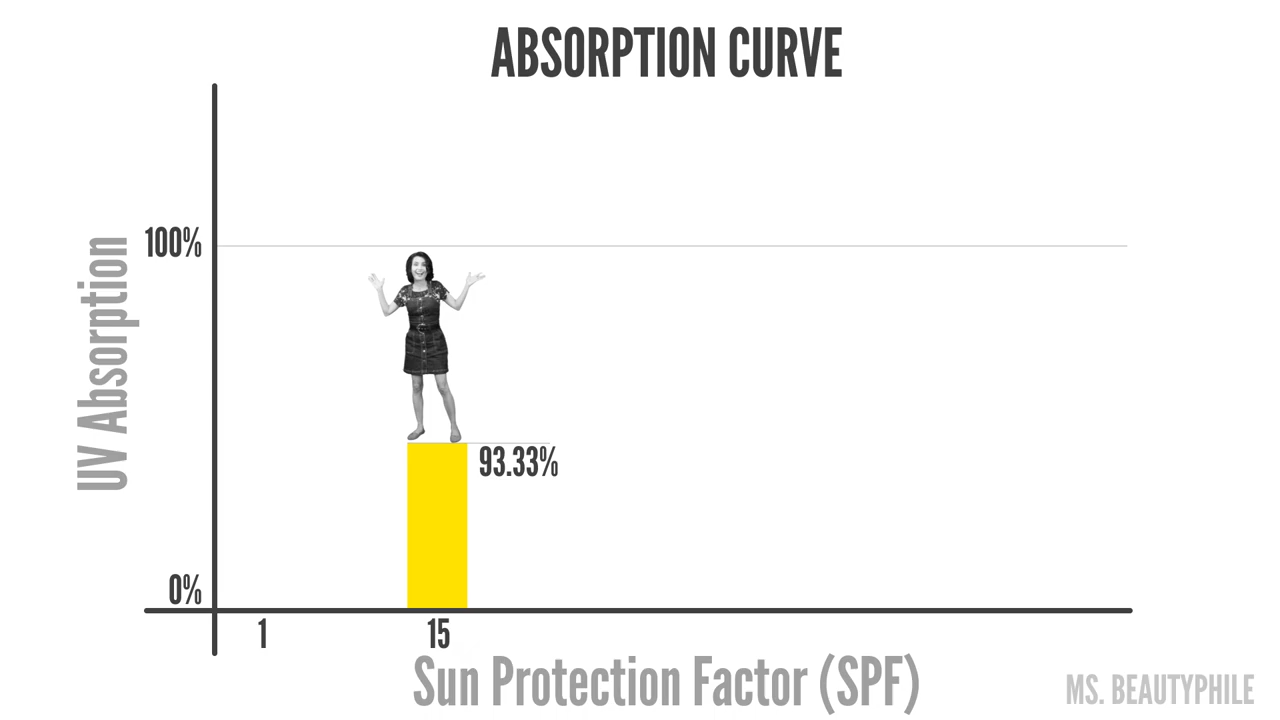 ABSORPTION CURVE
100%
UV Absorption
93.33%
0%
1
15
Sun Protection Factor (SPF)
MS. BEAUTYPHILE